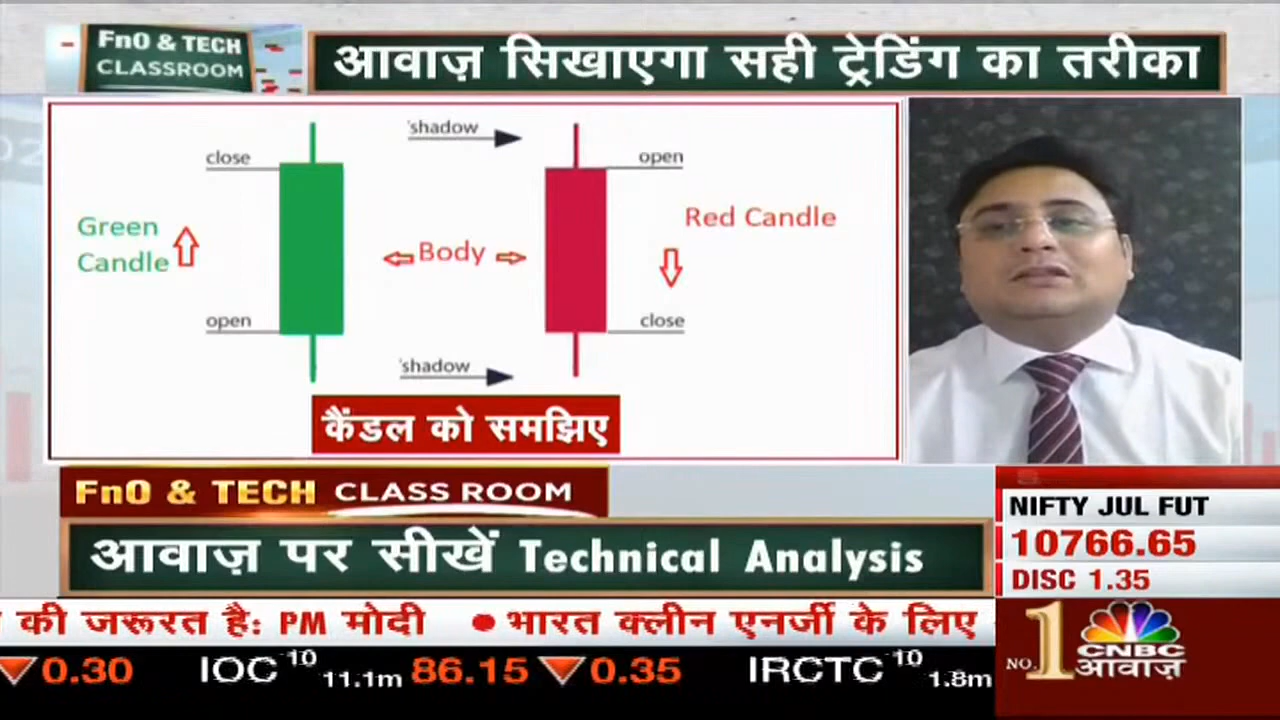 FnO & TECH
CLASSROOM
आवाज़ सिखाएगा सही ट्रेडिंग का तरीका
'shadow
close
open
Green
Candle
Body
Red Candle
open
close
'shadow
कैंडल को समझिए
FnO & TECH CLASS ROOM
आवाज़ पर सीखें Technical Analysis
NIFTY JUL FUT
10766.65
DISC 1.35
की जरूरत है: PM मोदी
भारत क्लीन एनर्जी के लिए
0.30 IOC 10 11.1m 86.15 0.35 IRCTC 10 1.8m
NO. 1 CNBC
आवाज़